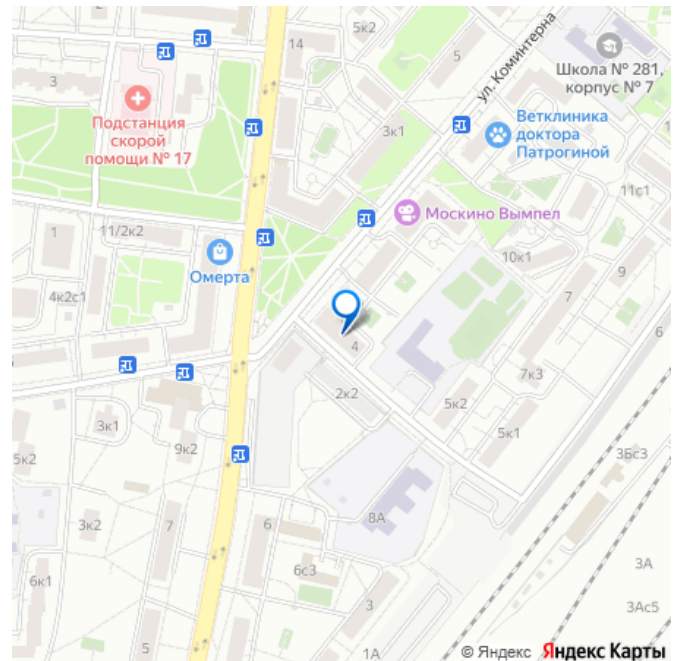 14
5
ул. Коминтерна
Школа № 281,
корпус № 7
3
Подстанция
скорой
помощи № 17
3к1
Ветклиника
доктора
Патрогиной
11с1
Москино Вымпел
1
11/2к2
Омерта
10к1
9
4к2с1
7
6
4
7к3
2к2
5к2
5к1
3к1
9к2
5к2
3Бс3
3к2
7
6
8А
6к1
6с3
3
3А
3Ас5
5
1А
© Яндекс Яндекс Карты